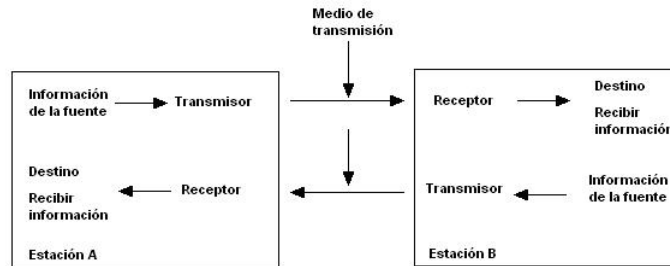 Medio de
transmisión
Información
de la fuente
Transmisor
Receptor
Destino
Recibir
información
Destino
Recibir
información
Receptor
Transmisor
Información
de la fuente
Estación A
Estación B